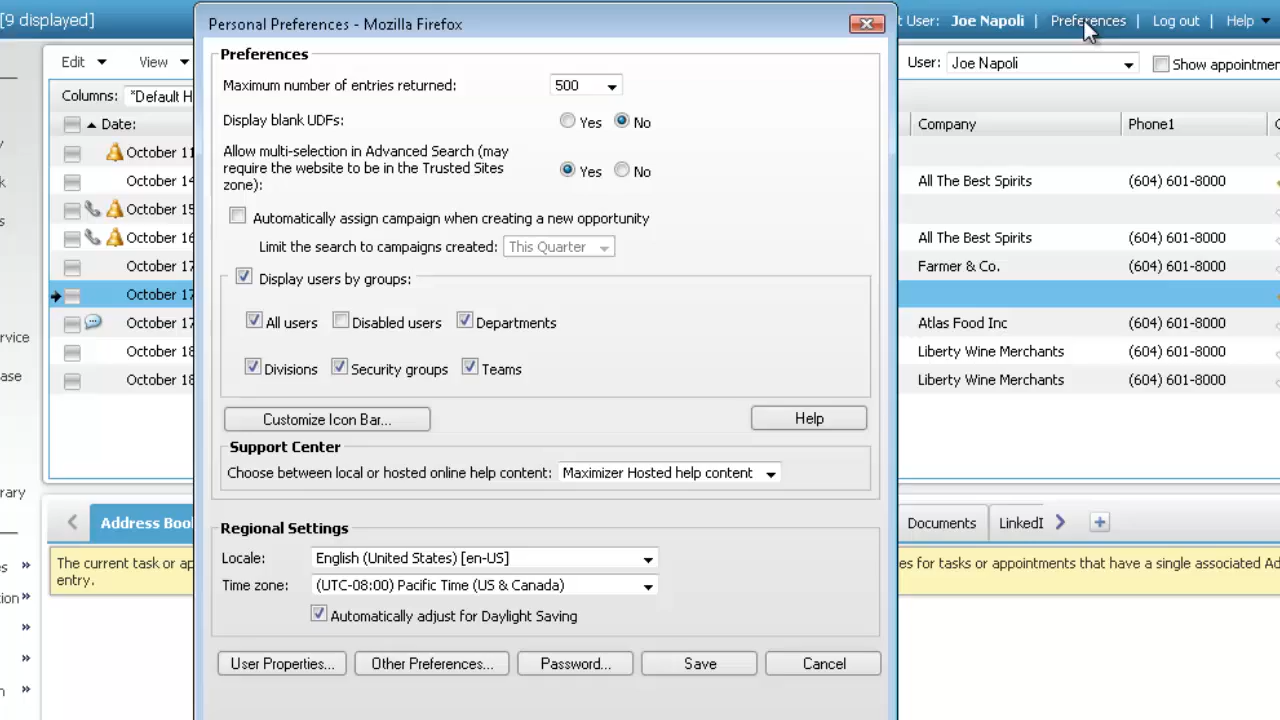 [9 displayed]
Personal Preferences - Mozilla Firefox
t User: Joe Napoli | Preferences | Log out | Help
Edit View
User: Joe Napoli Show appointmen
Preferences
Maximum number of entries returned: 500
Columns: *Default H
Display blank UDFs: Yes No
Date:
Company Phone1
Allow multi-selection in Advanced Search (may
require the website to be in the Trusted Sites
zone):
Yes No
October 11
October 14 All The Best Spirits (604) 601-8000
October 15
Automatically assign campaign when creating a new opportunity
October 16 All The Best Spirits (604) 601-8000
Limit the search to campaigns created: This Quarter
October 17 Farmer & Co. (604) 601-8000
Display users by groups:
October 17
October 17 All users Disabled users Departments Atlas Food Inc (604) 601-8000
rvice
October 18 Liberty Wine Merchants (604) 601-8000
Divisions Security groups Teams
ase
October 18 Liberty Wine Merchants (604) 601-8000
Customize Icon Bar... Help
Support Center
Choose between local or hosted online help content: Maximizer Hosted help content
rary
Address Boo
Documents LinkedI
Regional Settings
Locale: English (United States) [en-US]
The current task or ap
entry.
es for tasks or appointments that have a single associated Ad
Time zone: (UTC-08:00) Pacific Time (US & Canada)
tion
Automatically adjust for Daylight Saving
User Properties... Other Preferences... Password... Save Cancel